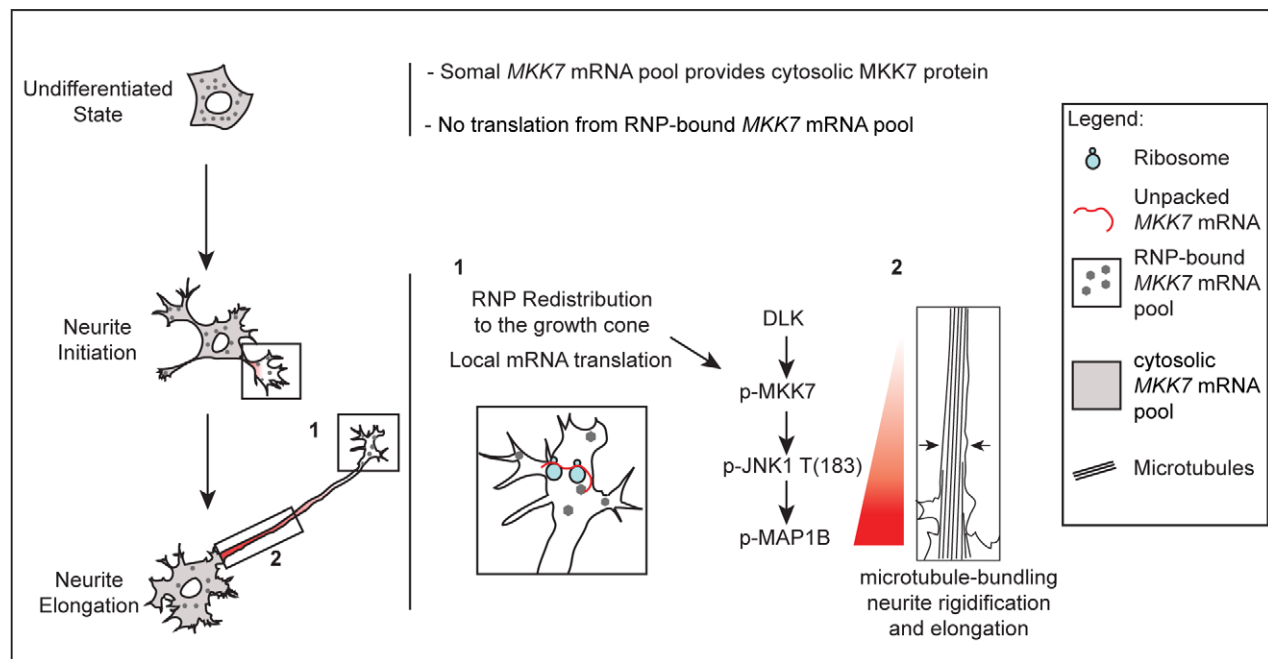 Undifferentiated
State
- Somal MKK7 mRNA pool provides cytosolic MKK7 protein
- No translation from RNP-bound MKK7 mRNA pool
Neurite
Initiation
1
RNP Redistribution
to the growth cone
Local mRNA translation
DLK
p-MKK7
p-JNK1 T(183)
p-MAP1B
2
microtubule-bundling
neurite rigidification
and elongation
1
2
Neurite
Elongation
Legend:
Ribosome
Unpacked
MKK7 mRNA
RNP-bound
MKK7 mRNA
pool
cytosolic
MKK7 mRNA
pool
Microtubules